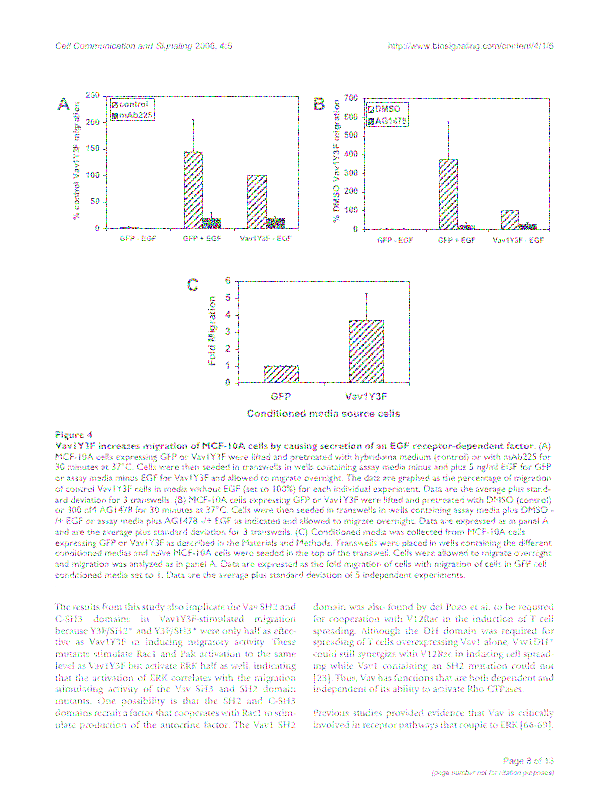 Cell Communication and Signaling 2006, 4:5
http://www.biosignaling.com/content/4/1/5
A
% control Vav1Y3F migration
250
200
150
100
50
0
control
mAb225
GFP - EGF
GFP + EGF
Vav1Y3F - EGF
B
% DMSO Vav1Y3F migration
700
600
500
400
300
200
100
0
DMSO
AG1478
GFP - EGF
GFP + EGF
Vav1Y3F - EGF
C
Fold Migration
6
5
4
3
2
1
0
GFP
Vav1Y3F
Conditioned media source cells
Figure 4
Vav1Y3F increases migration of MCF-10A cells by causing secretion of an EGF receptor-dependent factor. (A)
MCF-10A cells expressing GFP or Vav1Y3F were lifted and pretreated with hybridoma medium (control) or with mAb225 for
30 minutes at 37°C. Cells were then seeded in transwells in wells containing assay media minus and plus 5 ng/ml EGF for GFP
or assay media minus EGF for Vav1Y3F and allowed to migrate overnight. The data are graphed as the percentage of migration
of control Vav1Y3F cells in media without EGF (set to 100%) for each individual experiment. Data are the average plus stand-
ard deviation for 5 transwells. (B) MCF-10A cells expressing GFP or Vav1Y3F were lifted and pretreated with DMSO (control)
or 300 nM AG1478 for 30 minutes at 37°C. Cells were then seeded in transwells in wells containing assay media plus DMSO -
/+ EGF or assay media plus AG1478 -/+ EGF as indicated and allowed to migrate overnight. Data are expressed as in panel A
and are the average plus standard deviation for 3 transwells. (C) Conditioned media was collected from MCF-10A cells
expressing GFP or Vav1Y3F as described in the Materials and Methods. Transwells were placed in wells containing the different
conditioned medias and naive MCF-10A cells were seeded in the top of the transwell. Cells were allowed to migrate overnight
and migration was analyzed as in panel A. Data are expressed as the fold migration of cells with migration of cells in GFP cell
conditioned media set to 1. Data are the average plus standard deviation of 5 independent experiments.
The results from this study also implicate the Vav SH2 and
C-SH3 domains in Vav1Y3F-stimulated migration
because Y3F/SH2* and Y3F/SH3* were only half as effec-
tive as Vav1Y3F in inducing migratory activity. These
mutants stimulate Rac1 and Pak activation to the same
level as Vav1Y3F but activate ERK half as well, indicating
that the activation of ERK correlates with the migration
stimulating activity of the Vav SH3 and SH2 domain
mutants. One possibility is that the SH2 and C-SH3
domains recruit a factor that cooperates with Rac1 to stim-
ulate production of the autocrine factor. The Vav1 SH2
domain was also found by del Pozo et al. to be required
for cooperation with V12Rac in the induction of T cell
spreading. Although the DH domain was required for
spreading of T cells overexpressing Vav1 alone, Vav1DH*
could still synergize with V12Rac in inducing cell spread-
ing while Vav1 containing an SH2 mutation could not
[23]. Thus, Vav has functions that are both dependent and
independent of its ability to activate Rho GTPases.
Previous studies provided evidence that Vav is critically
involved in receptor pathways that couple to ERK
Page 8 of 13
(page number not for citation purposes)